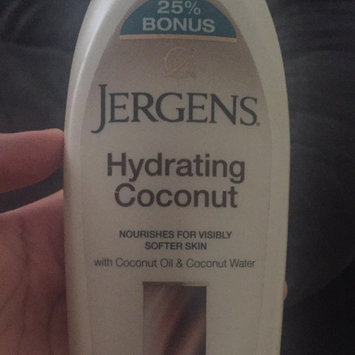 25%
BONUS
JERGENS
Hydrating
Coconut
NOURISHES FOR VISIBLY
SOFTER SKIN
with Coconut Oil & Coconut Water